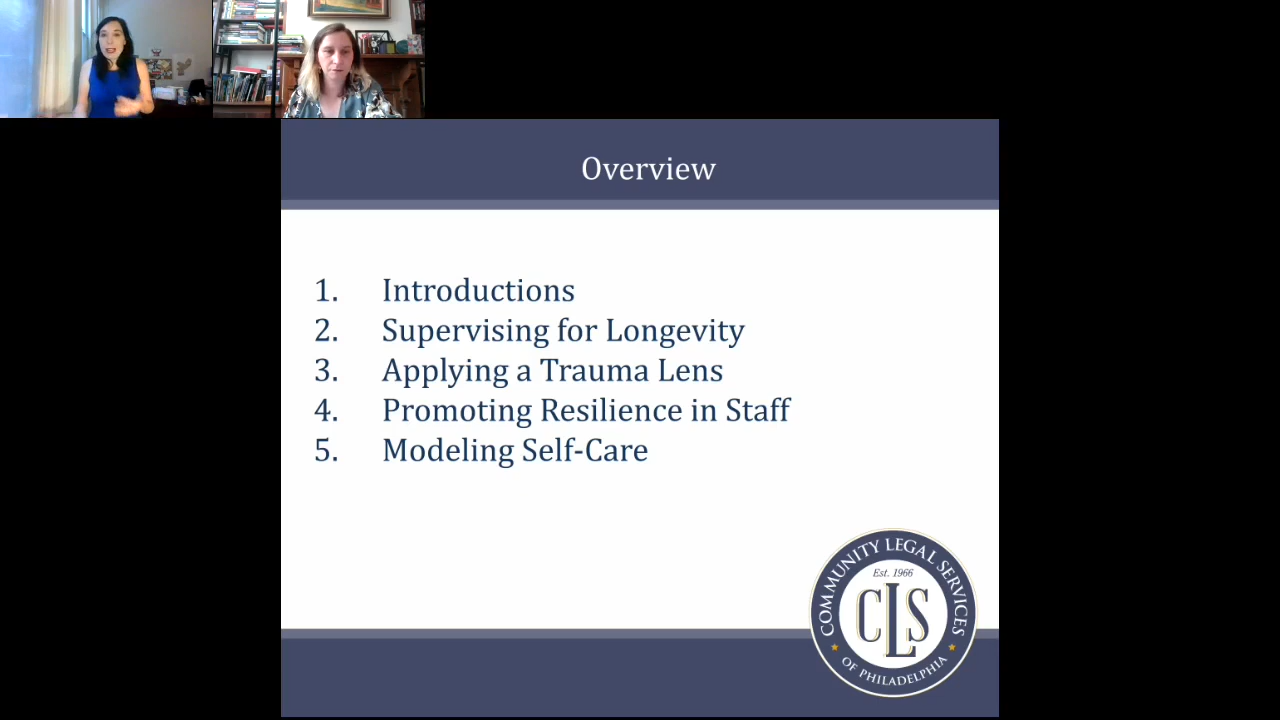 Overview
1. Introductions
2. Supervising for Longevity
3. Applying a Trauma Lens
4. Promoting Resilience in Staff
5. Modeling Self-Care
COMMUNITY LEGAL SERVICES
Est. 1966
CLS
OF PHILADELPHIA